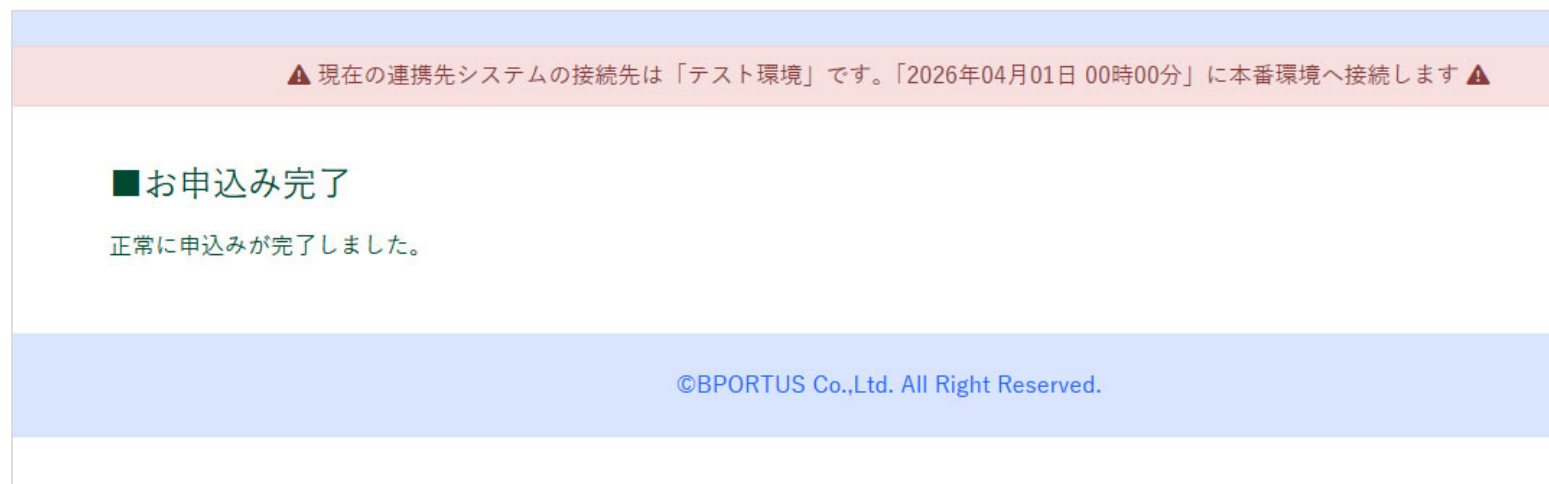 ⚠ 現在の連携先システムの接続先は「テスト環境」です。「2026年04月01日 00時00分」に本番環境へ接続します ⚠
■お申込み完了
正常に申込みが完了しました。
©BPORTUS Co.,Ltd. All Right Reserved.